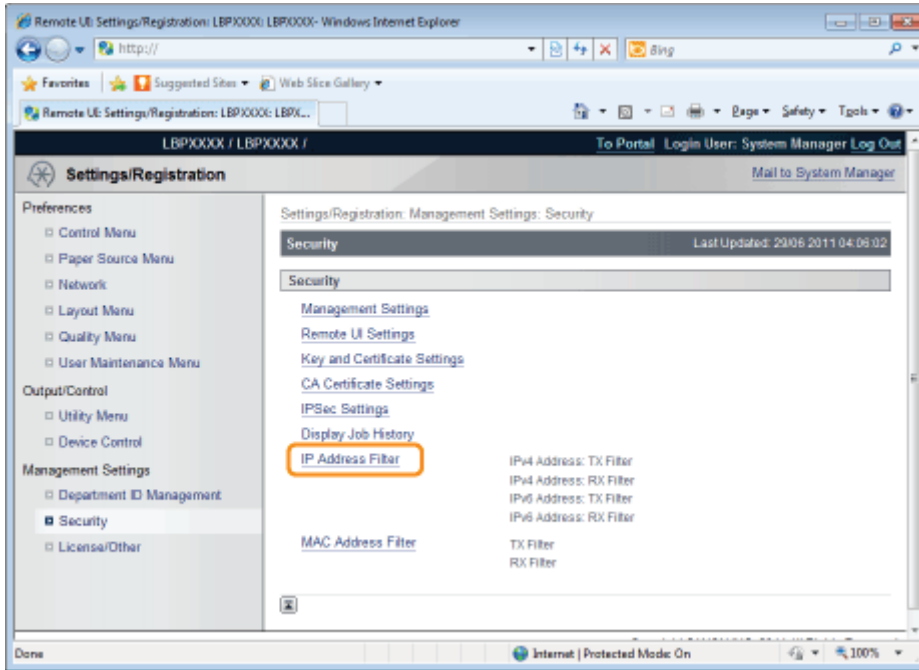 Remote UI: Settings/Registration: LBPXXXX: LBPXXXX- Windows Internet Explorer
http://
Bing
Favorites Suggested Sites Web Slice Gallery
Remote UI: Settings/Registration: LBPXXXX: LBPX... Page Safety Tools
LBPXXXX / LBPXXXX / To Portal Login User: System Manager Log Out
Settings/Registration Mail to System Manager
Preferences
Control Menu
Paper Source Menu
Network
Layout Menu
Quality Menu
User Maintenance Menu
Output/Control
Utility Menu
Device Control
Management Settings
Department ID Management
Security
License/Other
Settings/Registration: Management Settings: Security
Security Last Updated: 29/06 2011 04:06:02
Security
Management Settings
Remote UI Settings
Key and Certificate Settings
CA Certificate Settings
IPSec Settings
Display Job History
IP Address Filter IPv4 Address: TX Filter
IPv4 Address: RX Filter
IPv6 Address: TX Filter
IPv6 Address: RX Filter
MAC Address Filter TX Filter
RX Filter
Done Internet | Protected Mode: On 100%